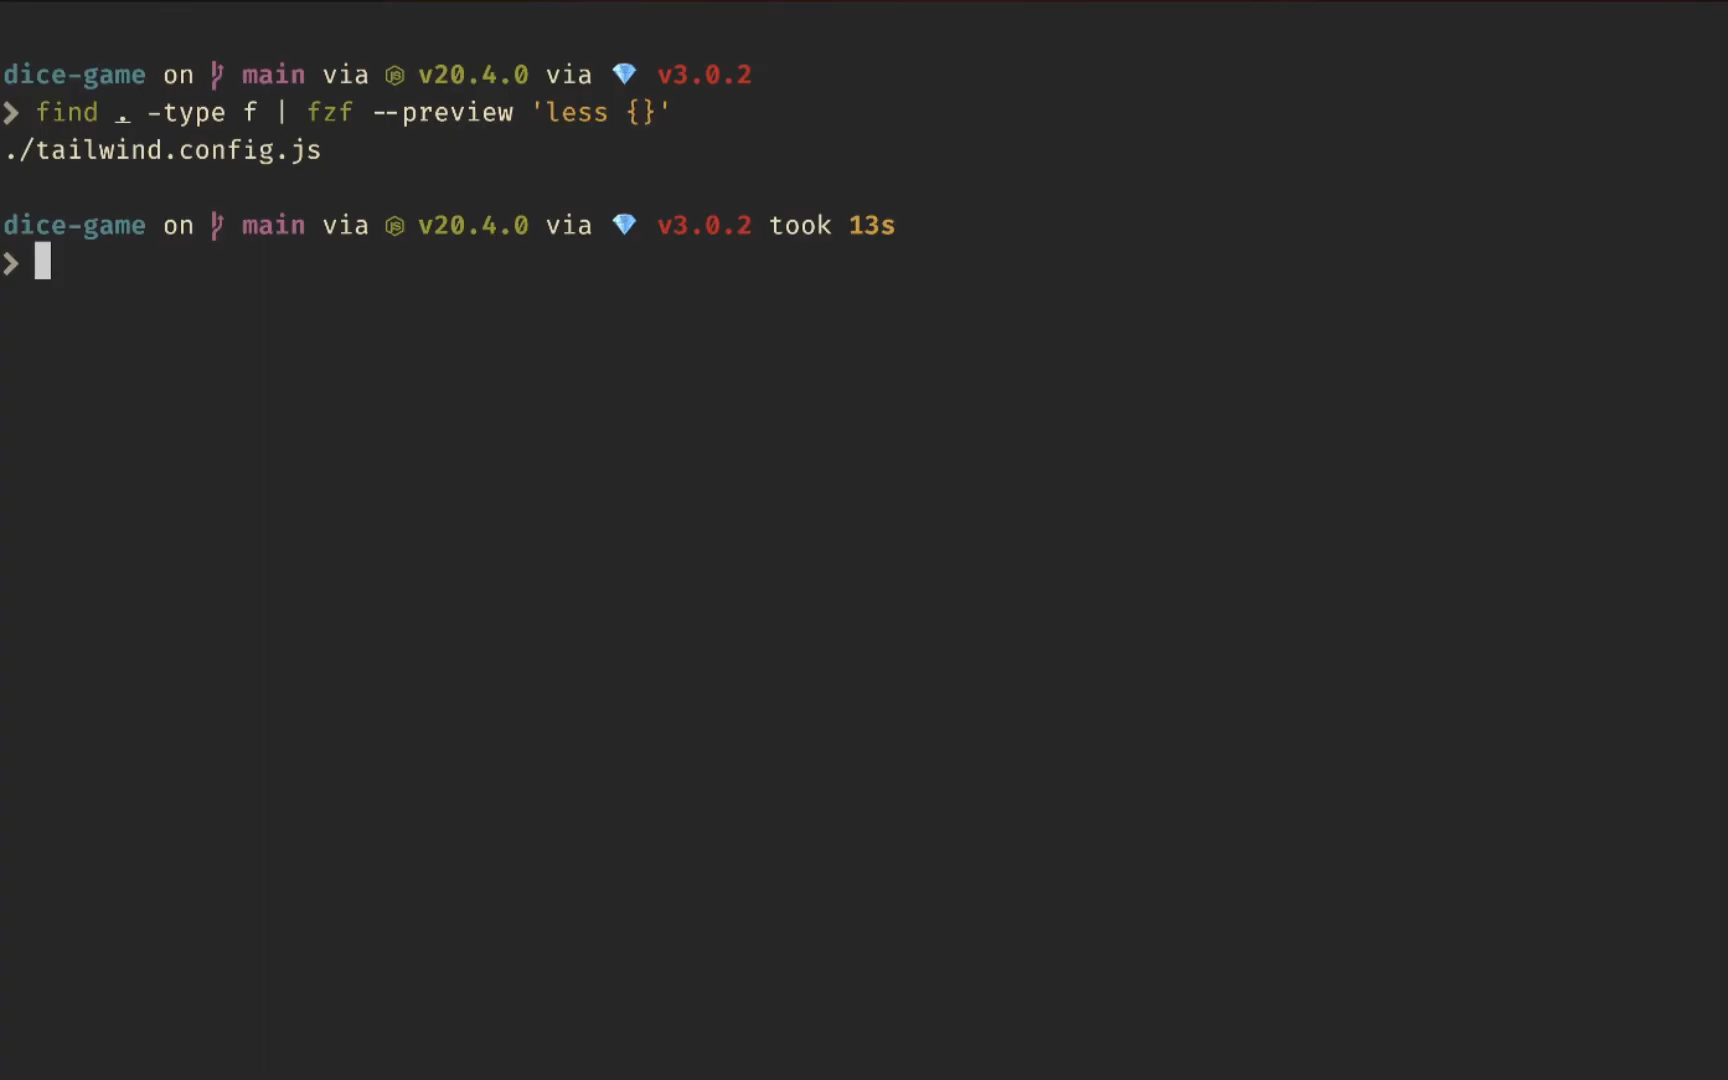 dice-game on main via v20.4.0 via 💎 v3.0.2
❯ find . -type f | fzf --preview 'less {}'
./tailwind.config.js
dice-game on main via v20.4.0 via 💎 v3.0.2 took 13s
❯